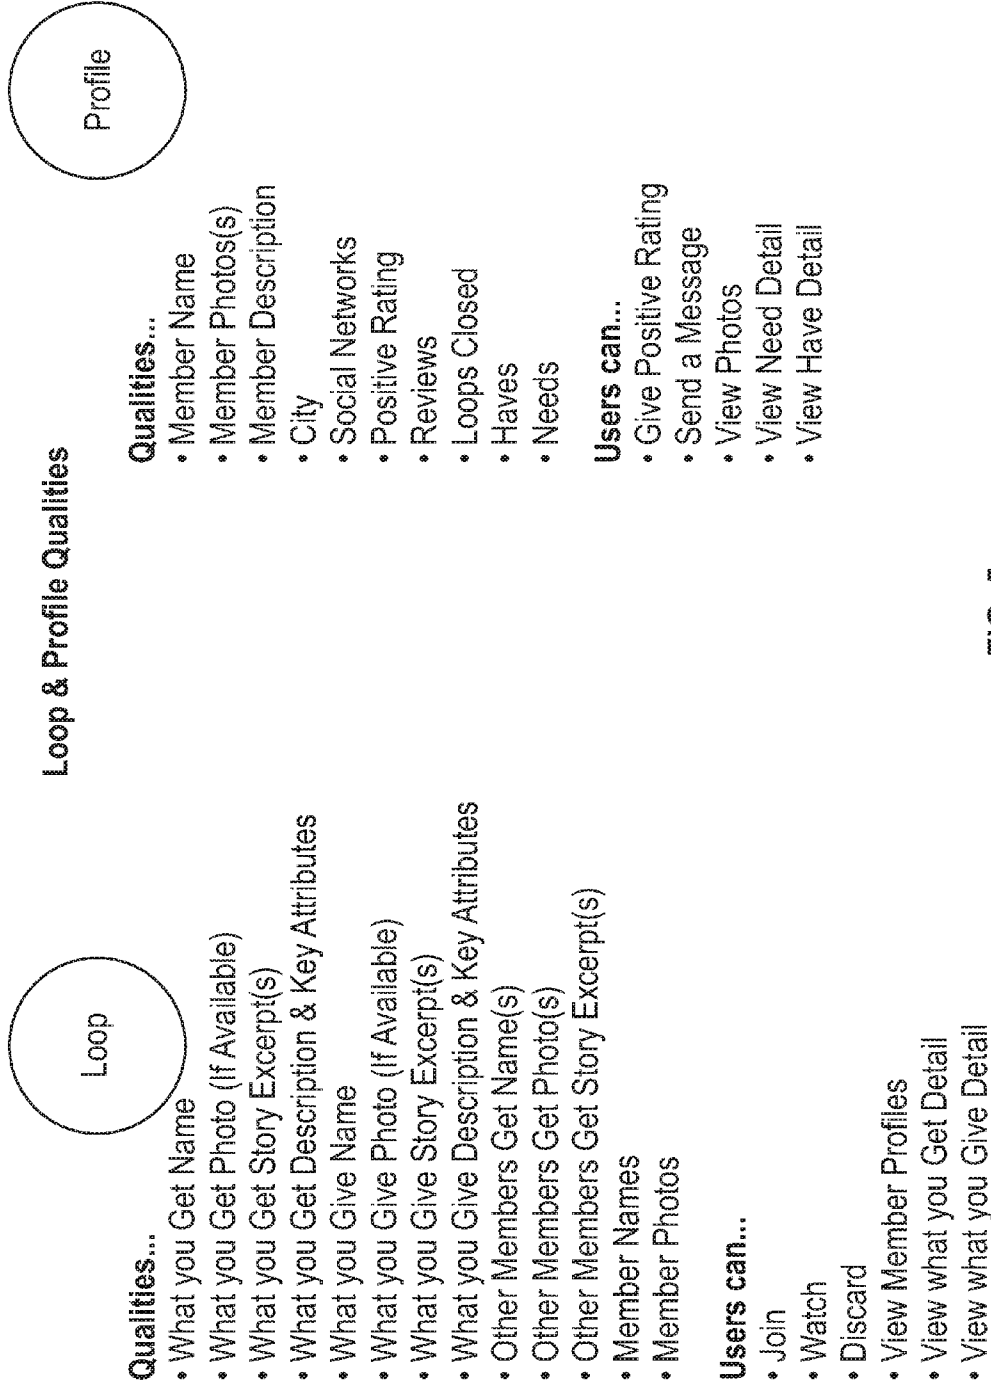 Loop & Profile Qualities
Loop
Qualities...
• What you Get Name
• What you Get Photo (If Available)
• What you Get Story Excerpt(s)
• What you Get Description & Key Attributes
• What you Give Name
• What you Give Photo (If Available)
• What you Give Story Excerpt(s)
• What you Give Description & Key Attributes
• Other Members Get Name(s)
• Other Members Get Photo(s)
• Other Members Get Story Excerpt(s)
• Member Names
• Member Photos
Users can...
• Join
• Watch
• Discard
• View Member Profiles
• View what you Get Detail
• View what you Give Detail
Profile
Qualities...
• Member Name
• Member Photos(s)
• Member Description
• City
• Social Networks
• Positive Rating
• Reviews
• Loops Closed
• Haves
• Needs
Users can...
• Give Positive Rating
• Send a Message
• View Photos
• View Need Detail
• View Have Detail